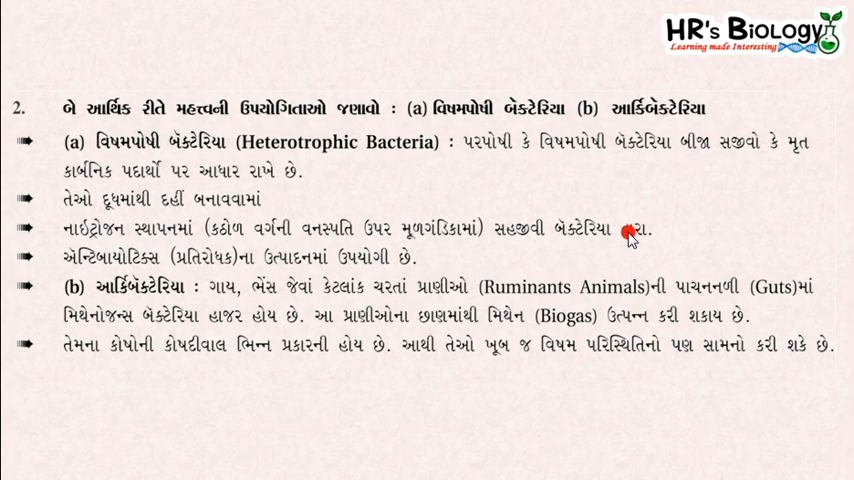 HR's Biology
Learning made Interesting
2. બે આર્થિક રીતે મહત્ત્વની ઉપયોગિતાઓ જણાવો : (a) વિષમપોષી બૅક્ટેરિયા (b) આર્કિબૅક્ટેરિયા
(a) વિષમપોષી બૅક્ટેરિયા (Heterotrophic Bacteria) : પરપોષી કે વિષમપોષી બૅક્ટેરિયા બીજા સજીવો કે મૃત
કાર્બનિક પદાર્થો પર આધાર રાખે છે.
તેઓ દૂધમાંથી દહીં બનાવવામાં
નાઇટ્રોજન સ્થાપનમાં (કઠોળ વર્ગની વનસ્પતિ ઉપર મૂળગંડિકામાં) સહજીવી બૅક્ટેરિયા
ઍન્ટિબાયોટિક્સ (પ્રતિરોધક)ના ઉત્પાદનમાં ઉપયોગી છે.
(b) આર્કિબૅક્ટેરિયા : ગાય, ભેંસ જેવાં કેટલાંક ચરતાં પ્રાણીઓ (Ruminants Animals)ની પાચનનળી (Guts)માં
મિથેનોજન્સ બૅક્ટેરિયા હાજર હોય છે. આ પ્રાણીઓના છાણમાંથી મિથેન (Biogas) ઉત્પન્ન કરી શકાય છે.
તેમના કોષોની કોષદીવાલ ભિન્ન પ્રકારની હોય છે. આથી તેઓ ખૂબ જ વિષમ પરિસ્થિતિનો પણ સામનો કરી શકે છે.